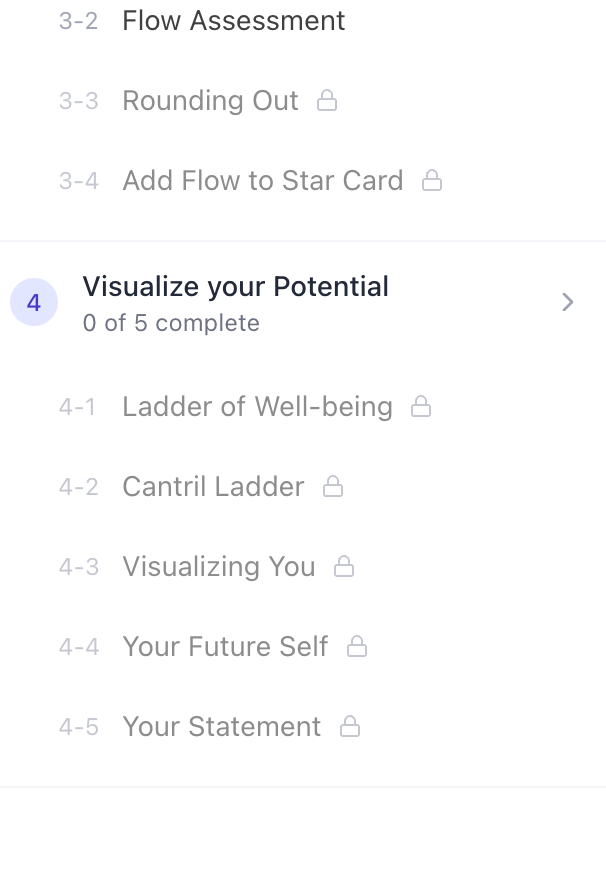 3-2 Flow Assessment
3-3 Rounding Out
3-4 Add Flow to Star Card
4 Visualize your Potential
0 of 5 complete
4-1 Ladder of Well-being
4-2 Cantril Ladder
4-3 Visualizing You
4-4 Your Future Self
4-5 Your Statement